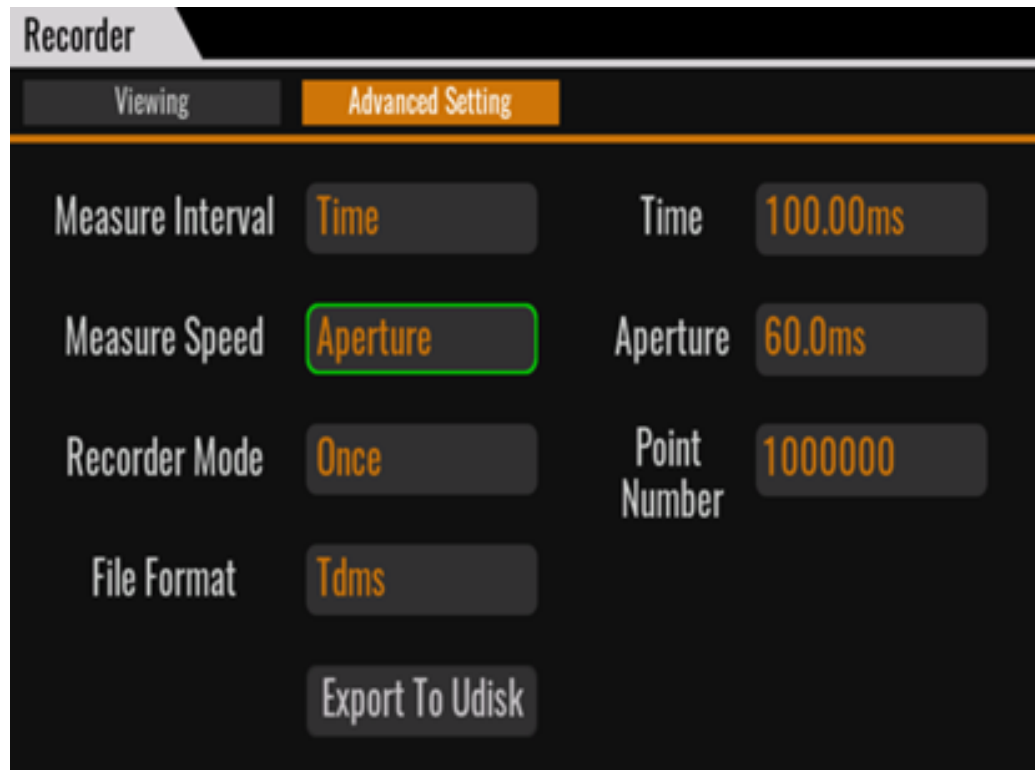 Recorder
Viewing Advanced Setting
Measure Interval Time Time 100.00ms
Measure Speed Aperture Aperture 60.0ms
Recorder Mode Once Point Number 1000000
File Format Tdms
Export To Udisk